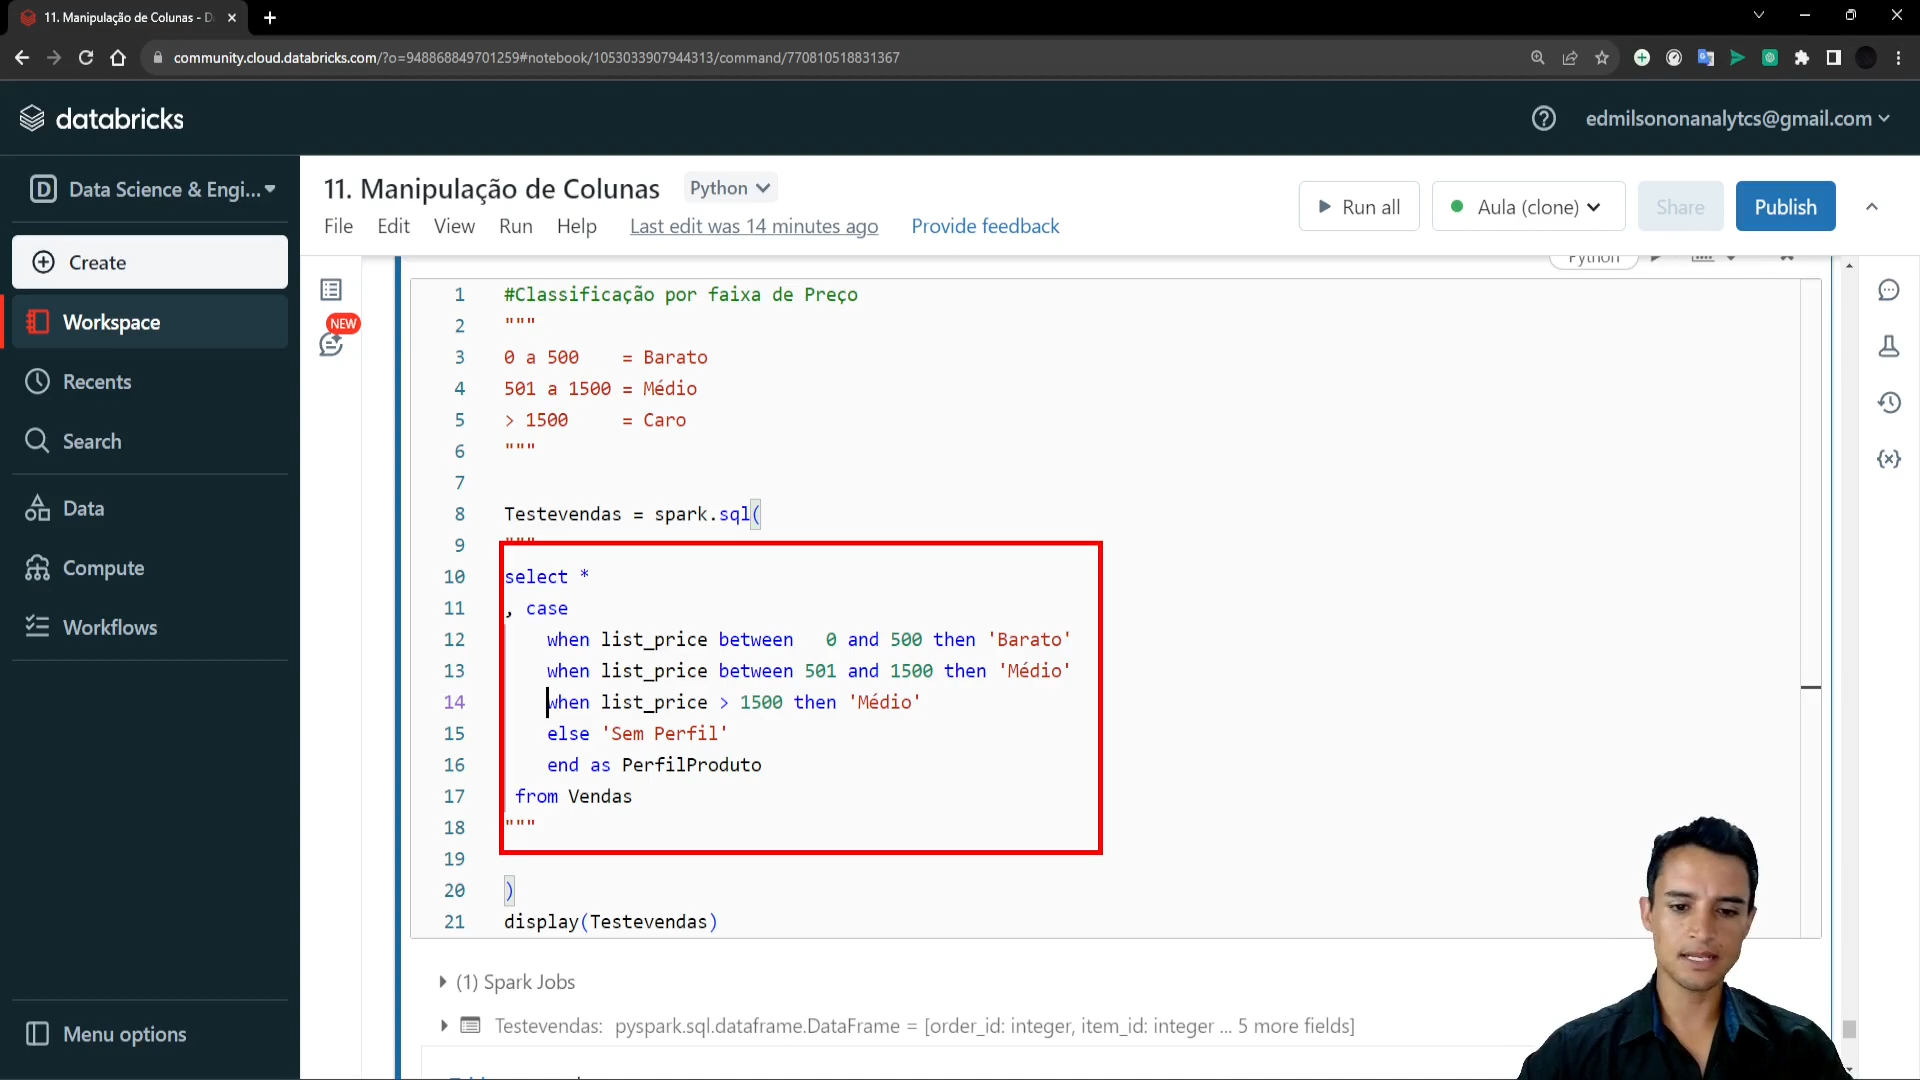 11. Manipulação de Colunas - D
community.cloud.databricks.com/?o=948868849701259#notebook/1053033907944313/command/770810518831367
databricks
edmilsononanalytcs@gmail.com
D Data Science & Engi...
11. Manipulação de Colunas Python
Run all
Aula (clone)
Share
Publish
File Edit View Run Help Last edit was 14 minutes ago Provide feedback
Create
Workspace
Recents
Search
Data
Compute
Workflows
Menu options
NEW
Python
1 #Classificação por faixa de Preço
2 """
3 0 a 500 = Barato
4 501 a 1500 = Médio
5 > 1500 = Caro
6 """
7
8 Testevendas = spark.sql(
9 """
10 select *
11 , case
12 when list_price between 0 and 500 then 'Barato'
13 when list_price between 501 and 1500 then 'Médio'
14 when list_price > 1500 then 'Médio'
15 else 'Sem Perfil'
16 end as PerfilProduto
17 from Vendas
18 """
19
20 )
21 display(Testevendas)
(1) Spark Jobs
Testevendas: pyspark.sql.dataframe.DataFrame = [order_id: integer, item_id: integer ... 5 more fields]